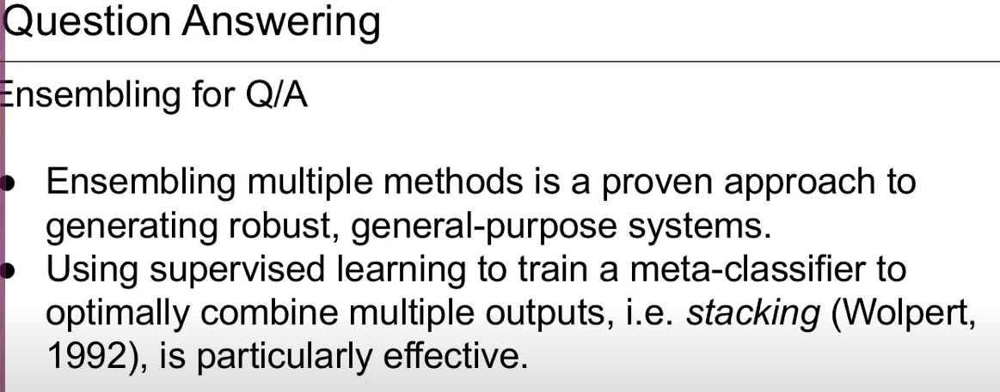 Question Answering
Ensembling for Q/A
● Ensembling multiple methods is a proven approach to
generating robust, general-purpose systems.
● Using supervised learning to train a meta-classifier to
optimally combine multiple outputs, i.e. stacking (Wolpert,
1992), is particularly effective.